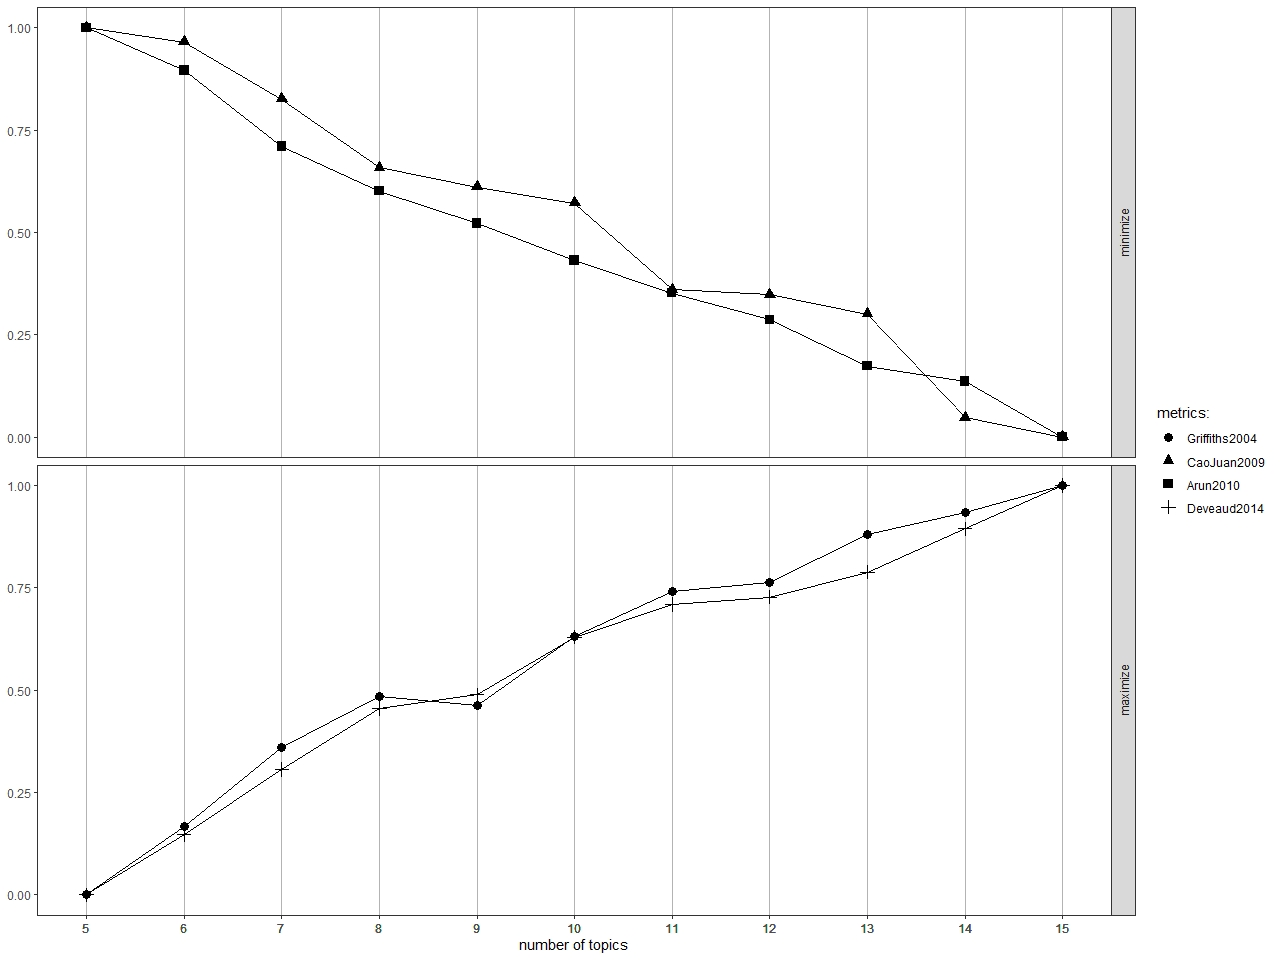 1.00
0.75
0.50
0.25
0.00
minimize
1.00
0.75
0.50
0.25
0.00
maximize
5 6 7 8 9 10 11 12 13 14 15
number of topics
metrics:
Griffiths2004
CaoJuan2009
Arun2010
Deveaud2014